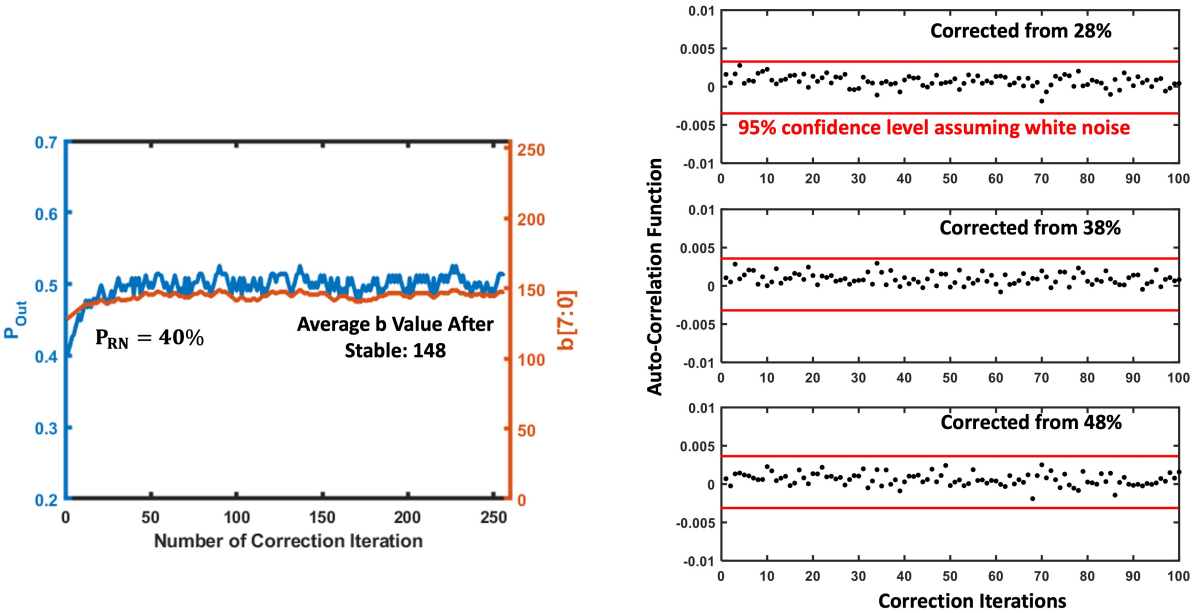 0.7
0.6
0.5
0.4
0.3
0.2
P_Out
P_RN = 40%
Average b Value After
Stable: 148
250
200
150
100
50
0
b[7:0]
0 50 100 150 200 250
Number of Correction Iteration
Auto-Correlation Function
0.01
0.005
0
-0.005
-0.01
Corrected from 28%
95% confidence level assuming white noise
0 10 20 30 40 50 60 70 80 90 100
0.01
0.005
0
-0.005
-0.01
Corrected from 38%
0 10 20 30 40 50 60 70 80 90 100
0.01
0.005
0
-0.005
-0.01
Corrected from 48%
0 10 20 30 40 50 60 70 80 90 100
Correction Iterations